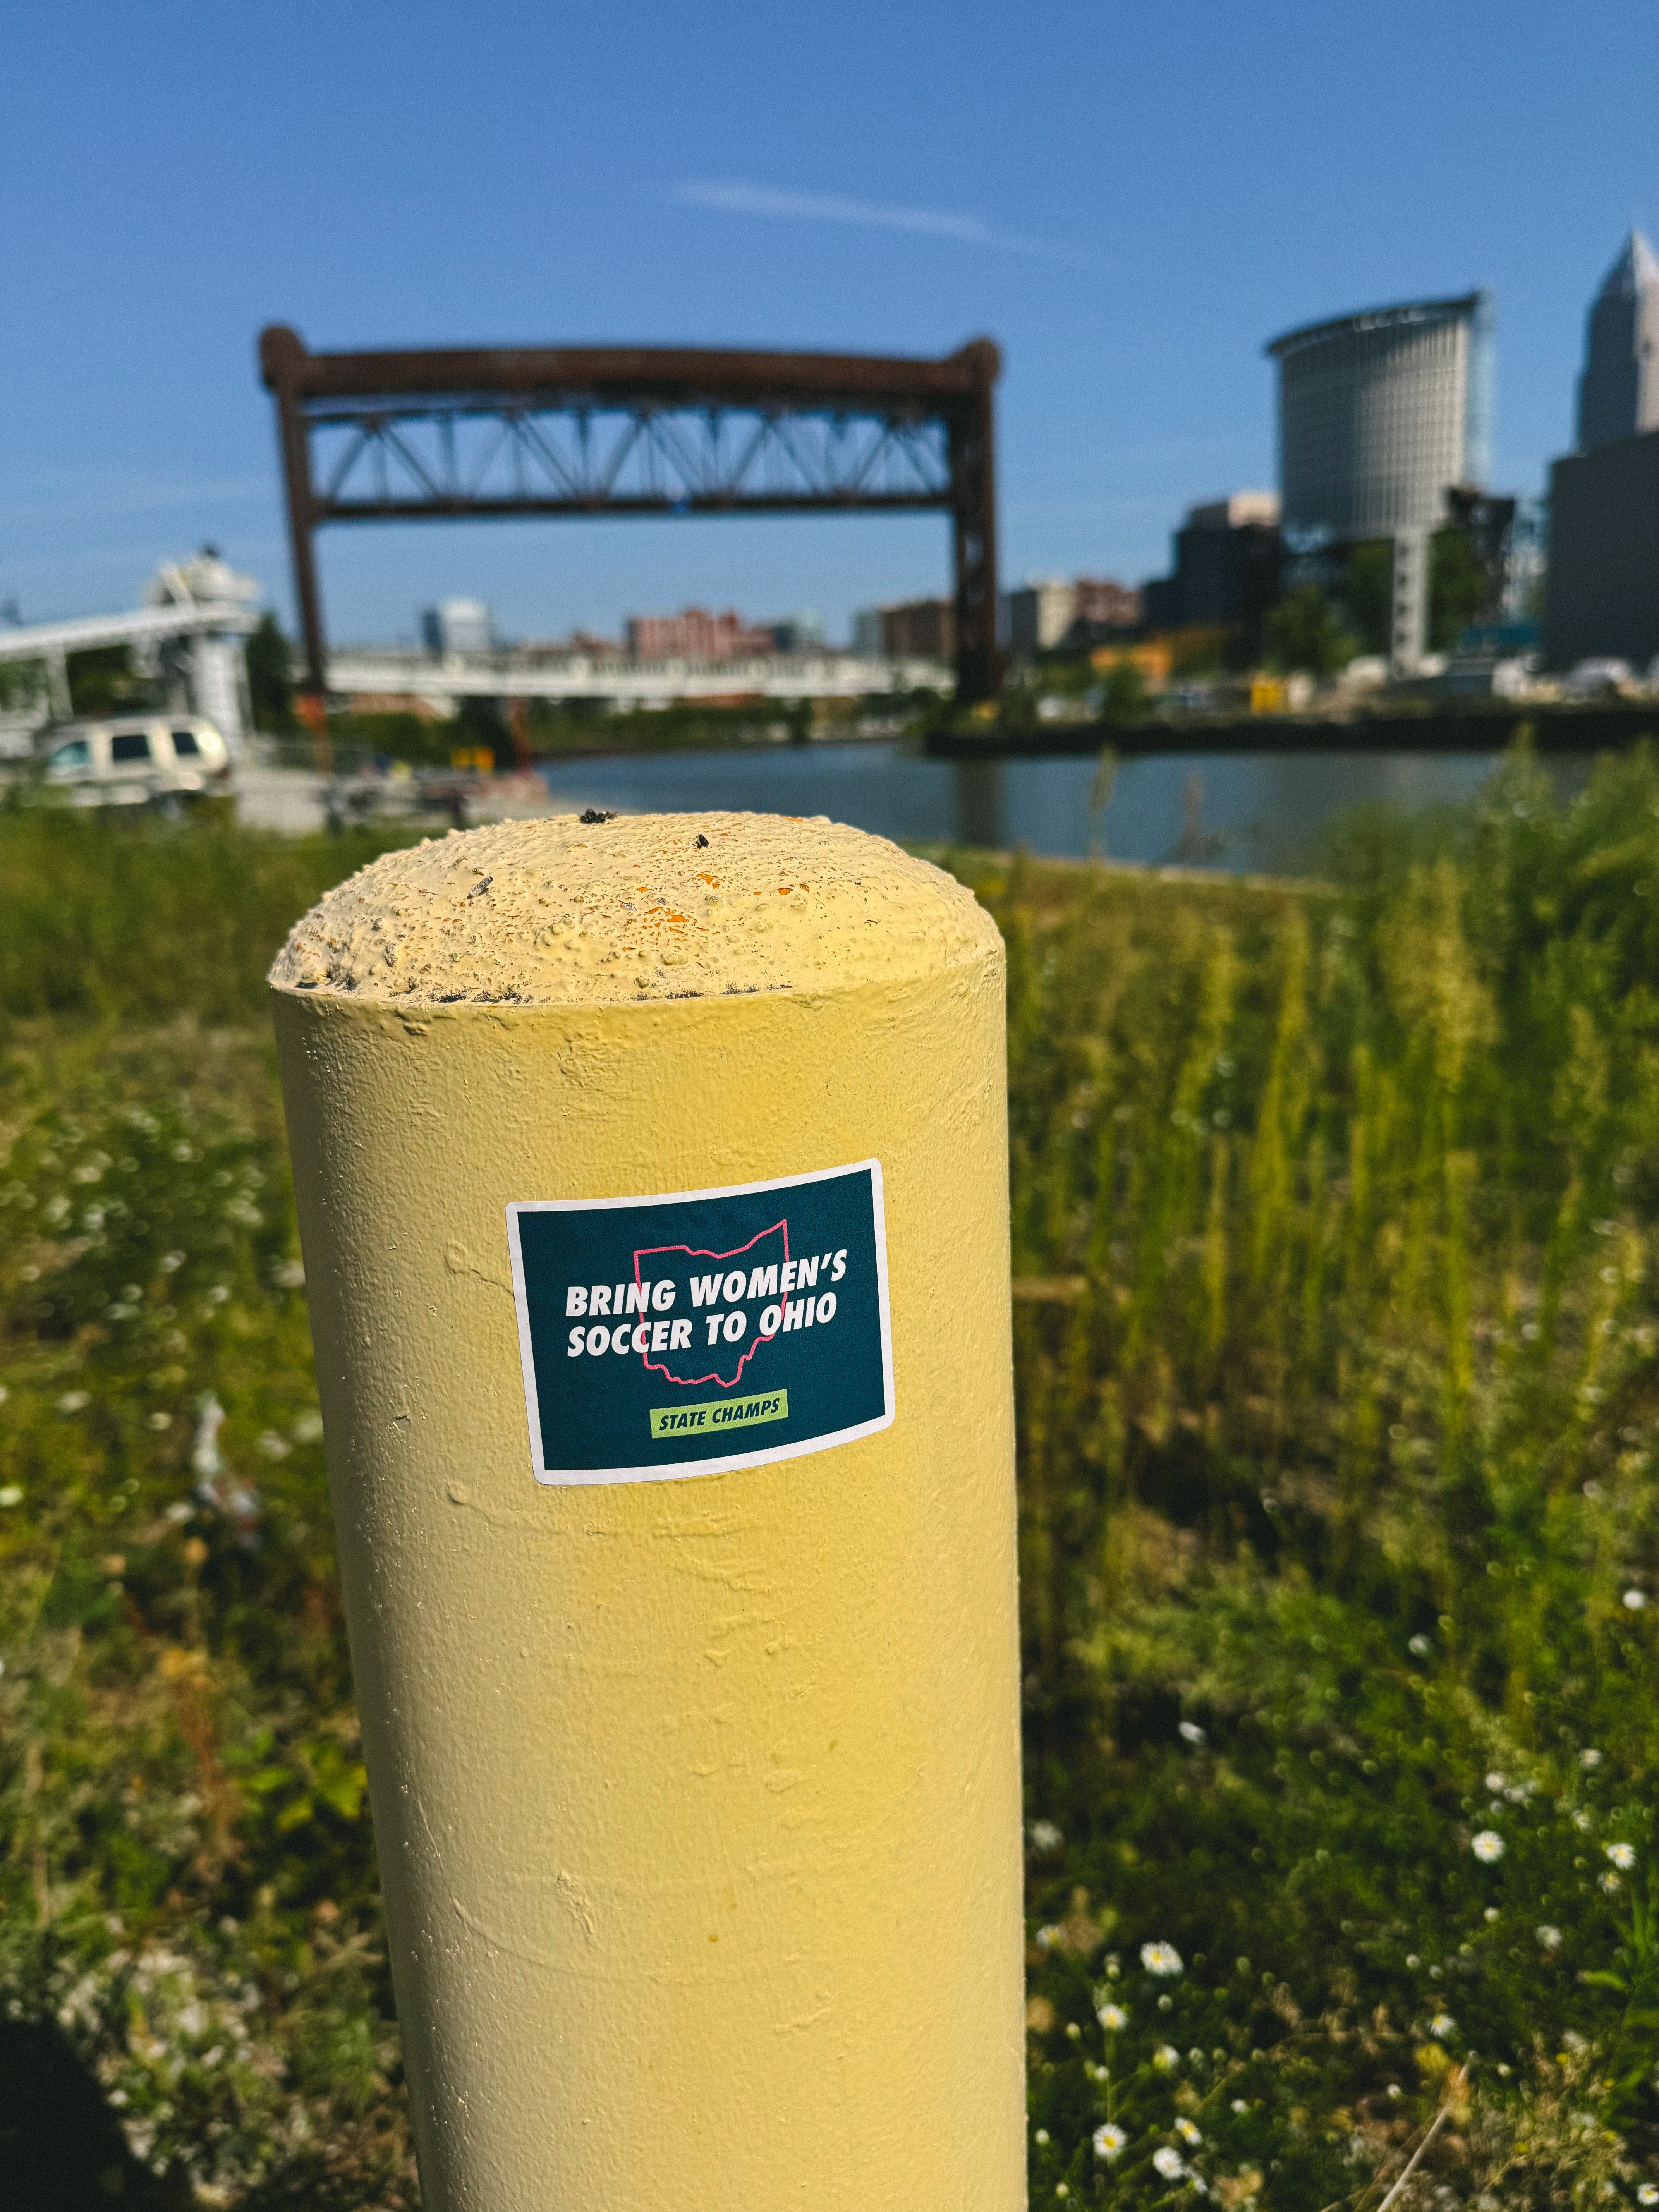 BRING WOMEN'S
SOCCER TO OHIO
STATE CHAMPS